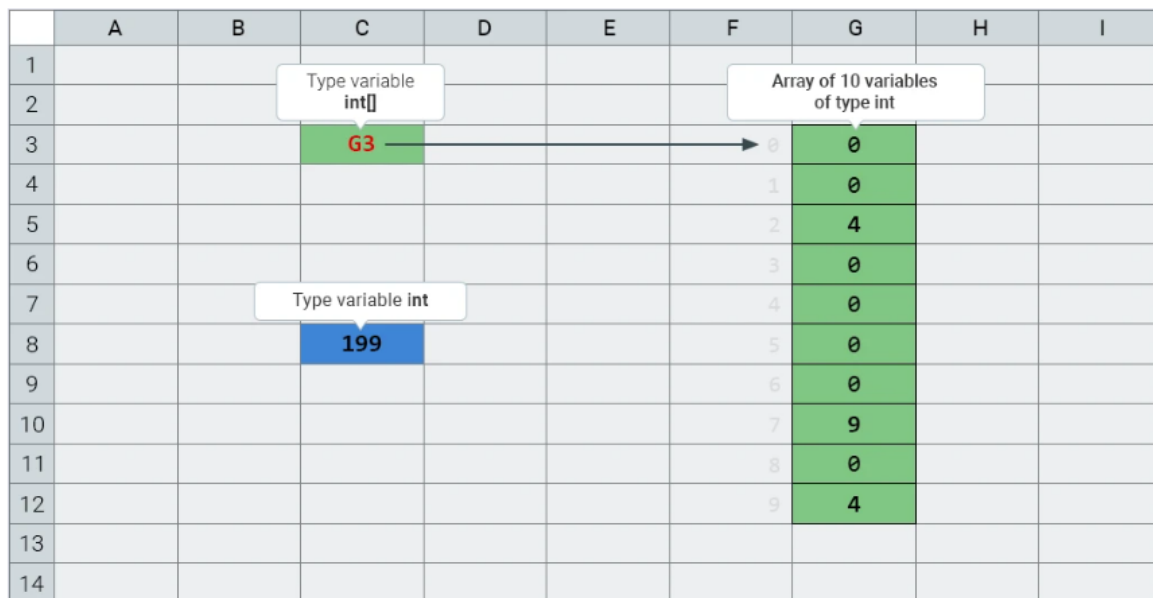 A B C D E F G H I
1
Type variable
int[]
Array of 10 variables
of type int
2
3 G3 0 0
4 1 0
5 2 4
6 3 0
Type variable int
7 4 0
8 199 5 0
9 6 0
10 7 9
11 8 0
12 9 4
13
14